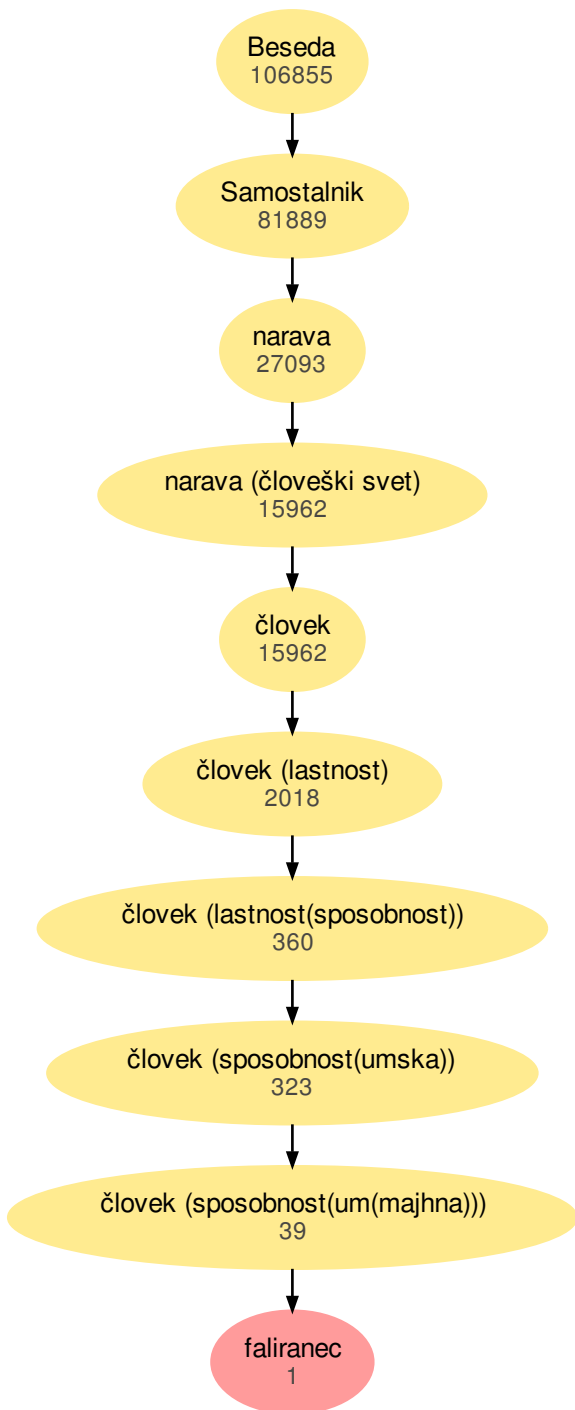 Beseda
106855
Samostalnik
81889
narava
27093
narava (človeški svet)
15962
človek
15962
človek (lastnost)
2018
človek (lastnost(sposobnost))
360
človek (sposobnost(umska))
323
človek (sposobnost(um(majhna)))
39
faliranec
1